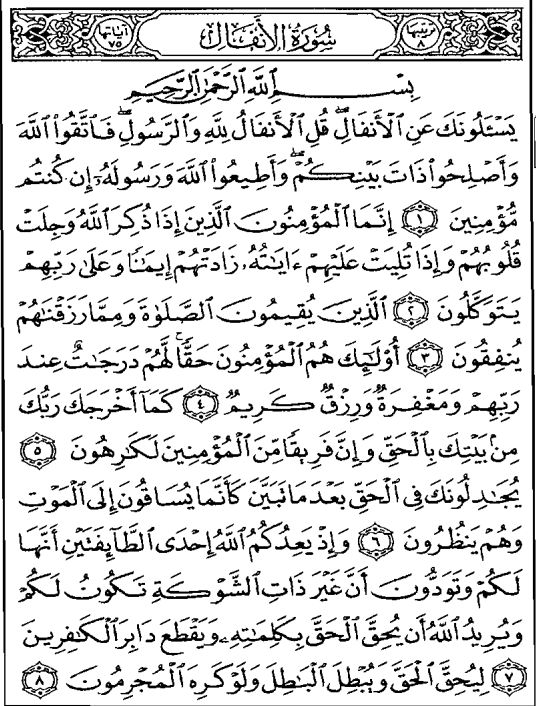 ترتيبها ٨ سُورَةُ الأَنْفَال آياتها ٧٥
بِسْمِ ٱللَّهِ ٱلرَّحْمَٰنِ ٱلرَّحِيمِ
يَسْـَٔلُونَكَ عَنِ ٱلْأَنفَالِ ۖ قُلِ ٱلْأَنفَالُ لِلَّهِ وَٱلرَّسُولِ ۖ فَٱتَّقُوا۟ ٱللَّهَ
وَأَصْلِحُوا۟ ذَاتَ بَيْنِكُمْ ۖ وَأَطِيعُوا۟ ٱللَّهَ وَرَسُولَهُۥٓ إِن كُنتُم
مُّؤْمِنِينَ ١ إِنَّمَا ٱلْمُؤْمِنُونَ ٱلَّذِينَ إِذَا ذُكِرَ ٱللَّهُ وَجِلَتْ
قُلُوبُهُمْ وَإِذَا تُلِيَتْ عَلَيْهِمْ ءَايَٰتُهُۥ زَادَتْهُمْ إِيمَٰنًا وَعَلَىٰ رَبِّهِمْ
يَتَوَكَّلُونَ ٢ ٱلَّذِينَ يُقِيمُونَ ٱلصَّلَوٰةَ وَمِمَّا رَزَقْنَٰهُمْ
يُنفِقُونَ ٣ أُو۟لَٰٓئِكَ هُمُ ٱلْمُؤْمِنُونَ حَقًّا ۚ لَّهُمْ دَرَجَٰتٌ عِندَ
رَبِّهِمْ وَمَغْفِرَةٌ وَرِزْقٌ كَرِيمٌ ٤ كَمَآ أَخْرَجَكَ رَبُّكَ
مِنۢ بَيْتِكَ بِٱلْحَقِّ وَإِنَّ فَرِيقًا مِّنَ ٱلْمُؤْمِنِينَ لَكَٰرِهُونَ ٥
يُجَٰدِلُونَكَ فِى ٱلْحَقِّ بَعْدَ مَا تَبَيَّنَ كَأَنَّمَا يُسَاقُونَ إِلَى ٱلْمَوْتِ
وَهُمْ يَنظُرُونَ ٦ وَإِذْ يَعِدُكُمُ ٱللَّهُ إِحْدَى ٱلطَّآئِفَتَيْنِ أَنَّهَا
لَكُمْ وَتَوَدُّونَ أَنَّ غَيْرَ ذَاتِ ٱلشَّوْكَةِ تَكُونُ لَكُمْ
وَيُرِيدُ ٱللَّهُ أَن يُحِقَّ ٱلْحَقَّ بِكَلِمَٰتِهِۦ وَيَقْطَعَ دَابِرَ ٱلْكَٰفِرِينَ
٧ لِيُحِقَّ ٱلْحَقَّ وَيُبْطِلَ ٱلْبَٰطِلَ وَلَوْ كَرِهَ ٱلْمُجْرِمُونَ ٨